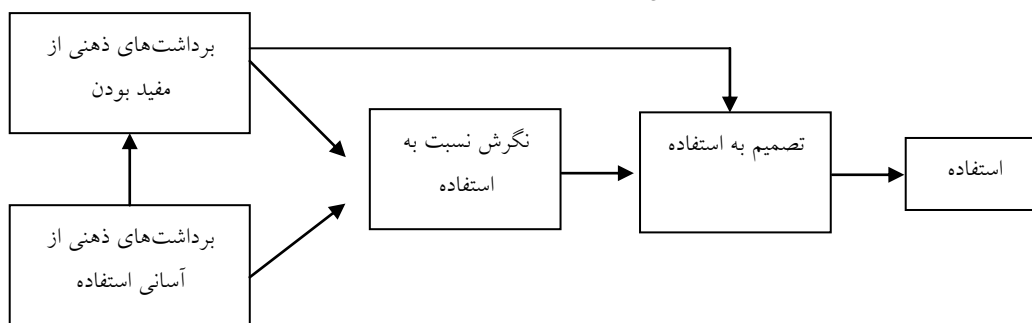 برداشت‌های ذهنی از
مفید بودن
نگرش نسبت به
استفاده
تصمیم به استفاده
استفاده
برداشت‌های ذهنی از
آسانی استفاده